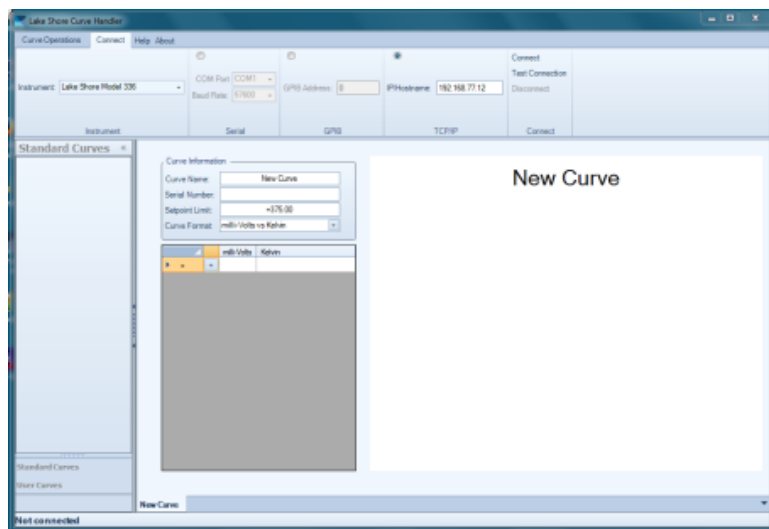 Lake Shore Curve Handler
Curve Operations Connect Help About
Instrument: Lake Shore Model 336
Instrument
COM Port: COM1
Baud Rate: 57600
Serial
GPIB Address: 8
GPIB
IP/Hostname: 192.168.77.12
TCP/IP
Connect
Test Connection
Disconnect
Connect
Standard Curves
Curve Information
Curve Name: New Curve
Serial Number:
Setpoint Limit: +375.00
Curve Format: milli-Volts vs Kelvin
milli-Volts Kelvin
New Curve
Standard Curves
User Curves
New Curve
Not connected